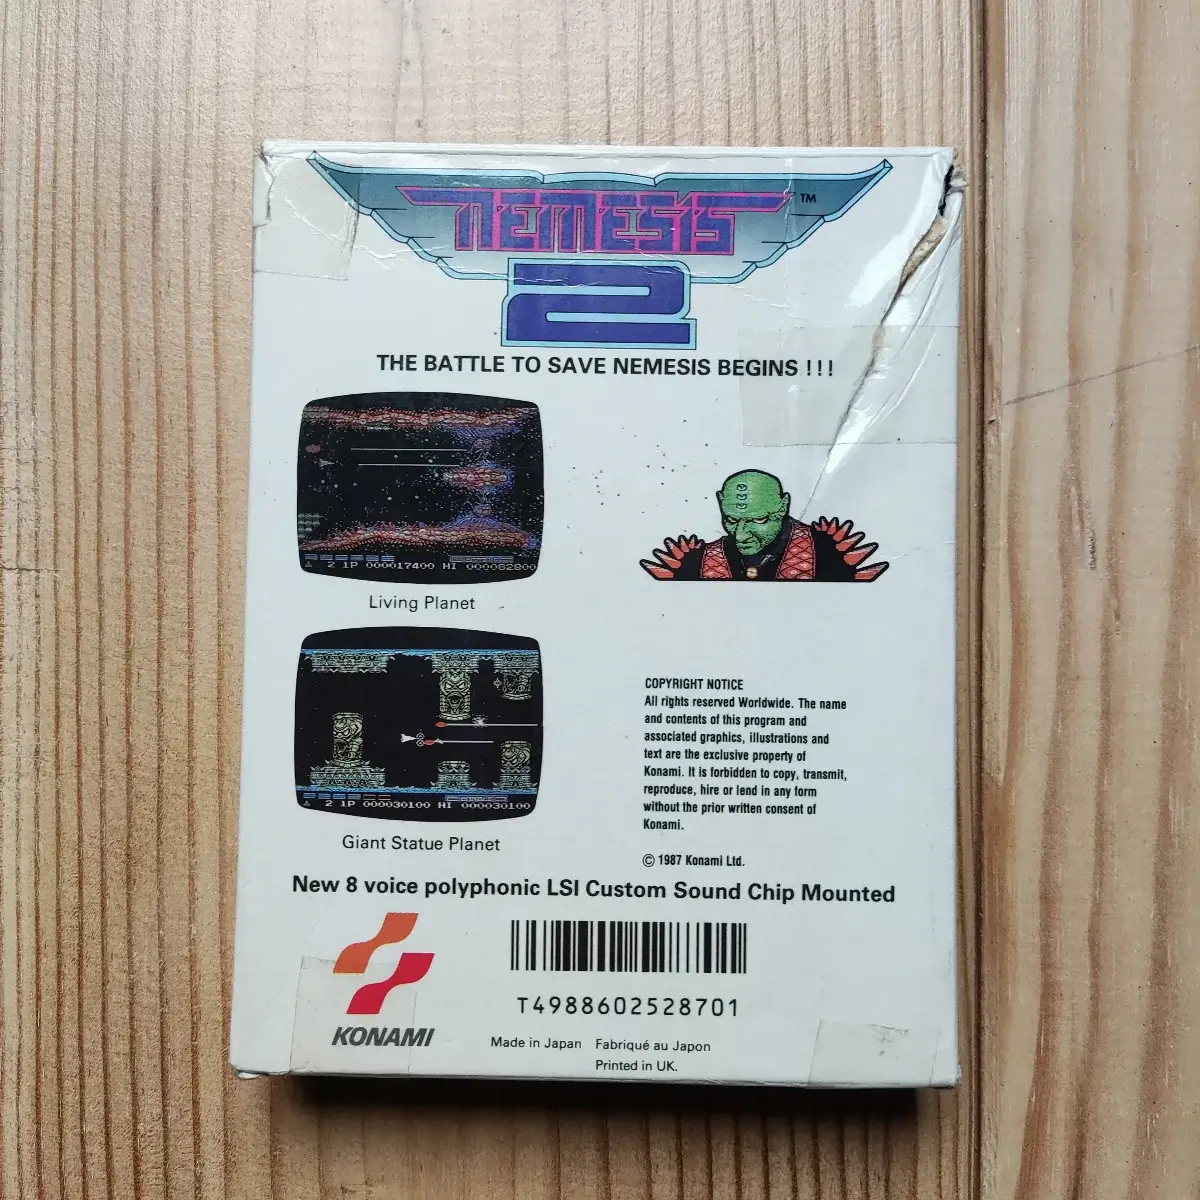 NEMESIS TM
2
THE BATTLE TO SAVE NEMESIS BEGINS !!!
2 1P 000017400 HI 000062800
Living Planet
2 1P 000030100 HI 000030100
Giant Statue Planet
COPYRIGHT NOTICE
All rights reserved Worldwide. The name
and contents of this program and
associated graphics, illustrations and
text are the exclusive property of
Konami. It is forbidden to copy, transmit,
reproduce, hire or lend in any form
without the prior written consent of
Konami.
© 1987 Konami Ltd.
New 8 voice polyphonic LSI Custom Sound Chip Mounted
T4988602528701
KONAMI
Made in Japan Fabriqué au Japon
Printed in UK.